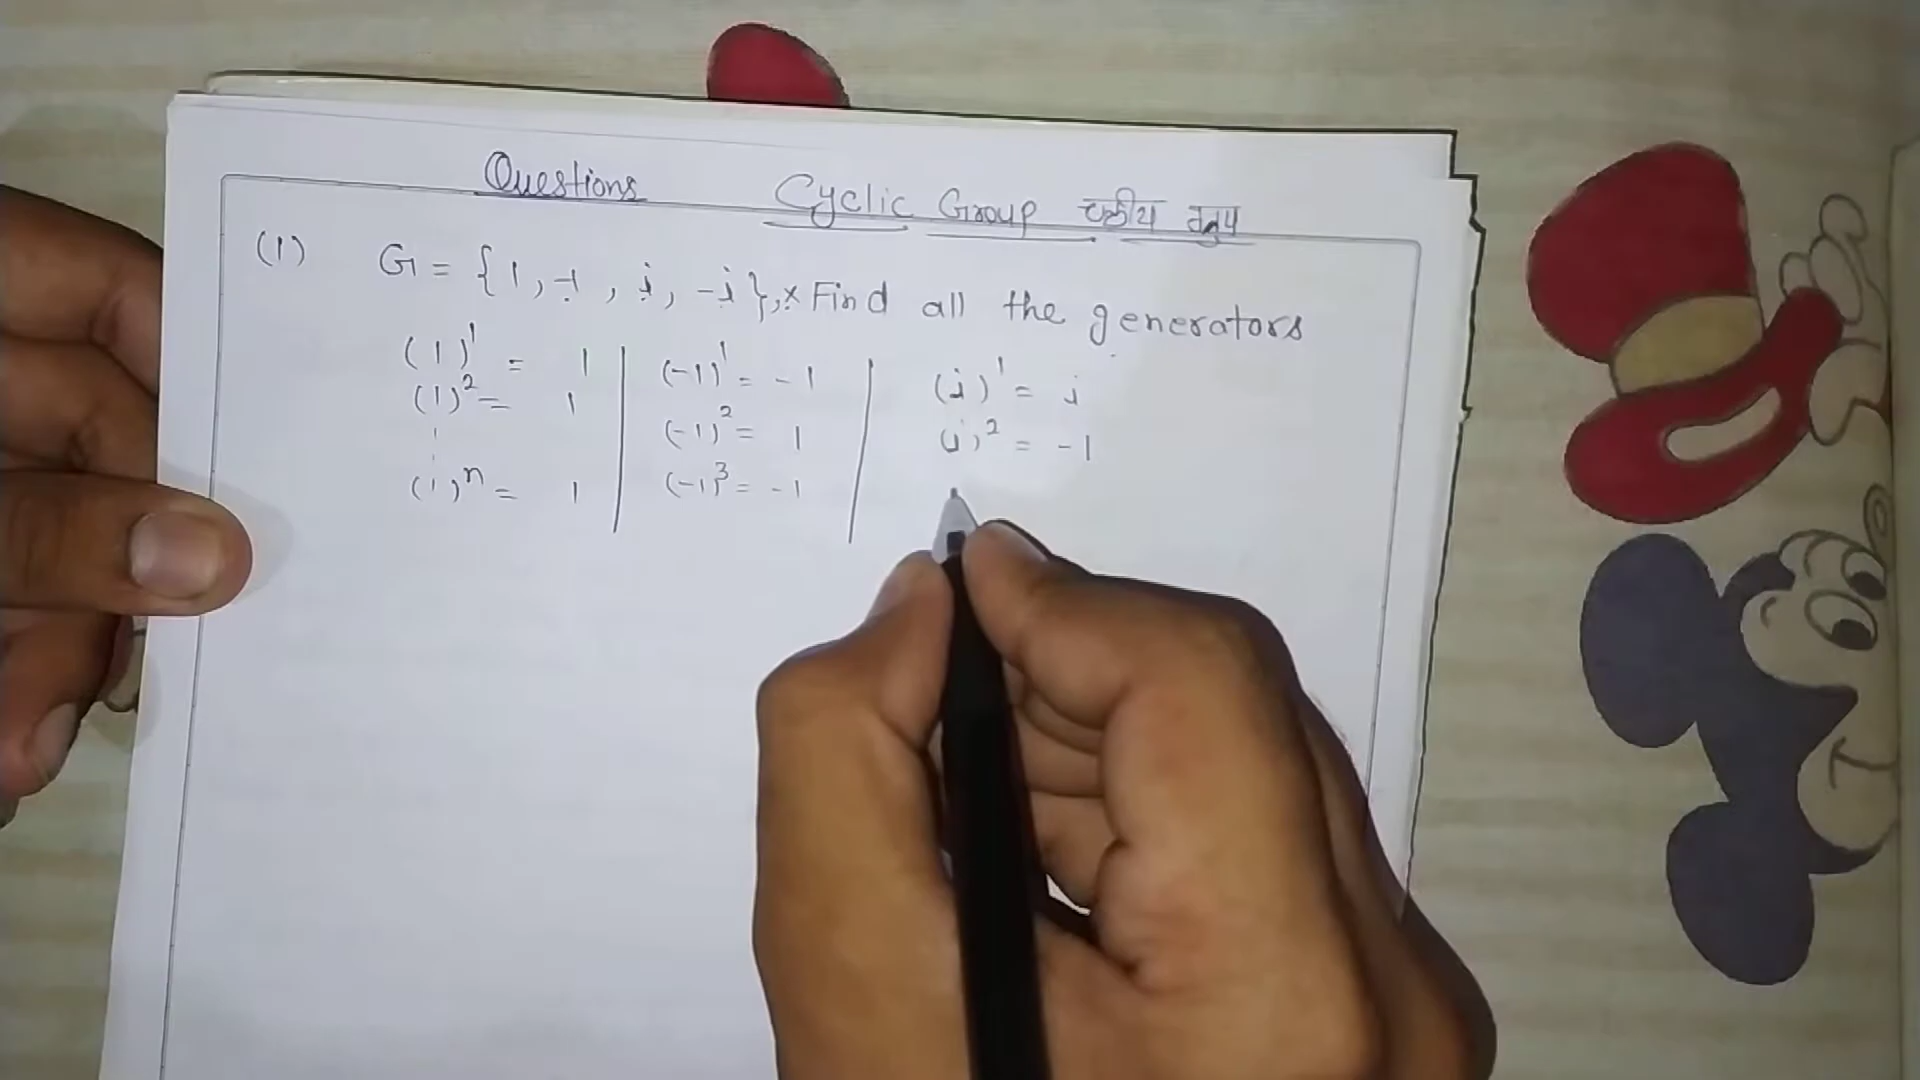 Questions Cyclic Group चक्रीय समूह
(1) G = {1, -1, i, -i}, × Find all the generators
(1)¹ = 1 | (-1)¹ = -1 | (i)¹ = i
(1)² = 1 | (-1)² = 1 | (i)² = -1
(1)ⁿ = 1 | (-1)³ = -1